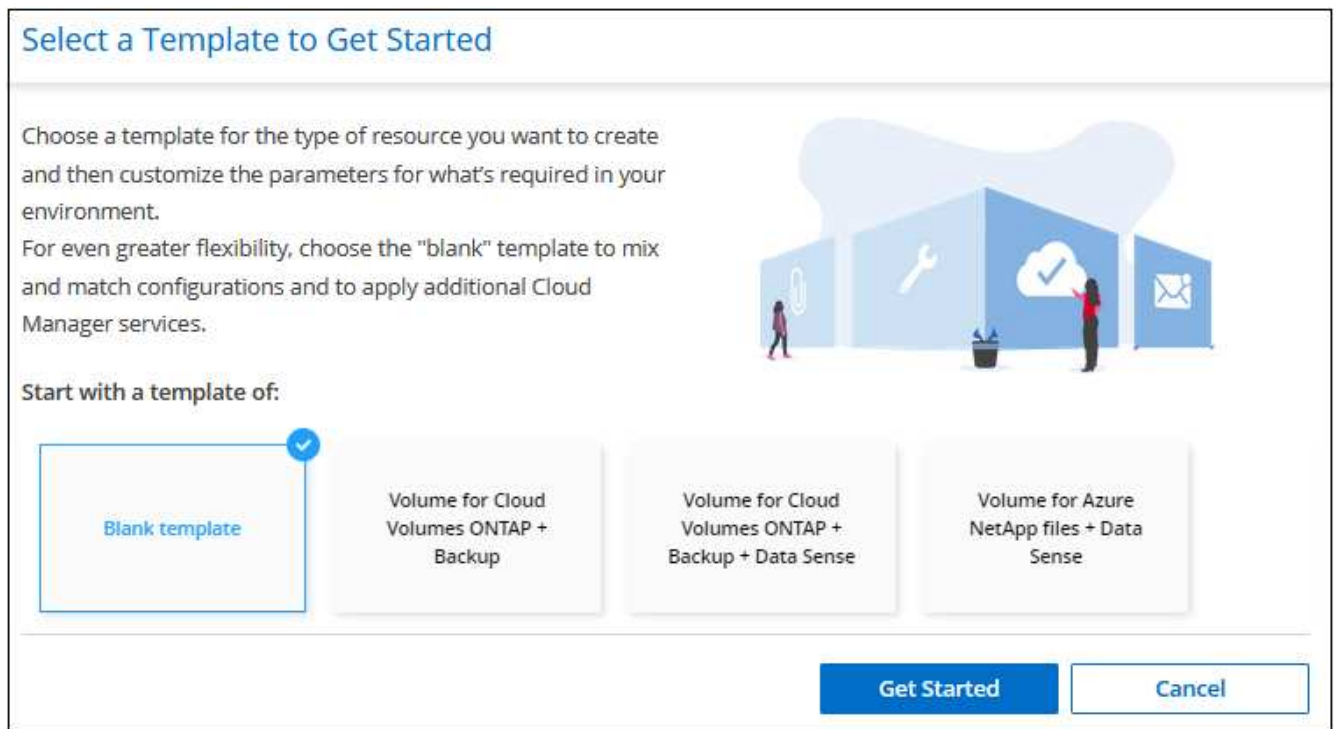 Select a Template to Get Started
Choose a template for the type of resource you want to create
and then customize the parameters for what's required in your
environment.
For even greater flexibility, choose the "blank" template to mix
and match configurations and to apply additional Cloud
Manager services.
Start with a template of:
Blank template
Volume for Cloud
Volumes ONTAP +
Backup
Volume for Cloud
Volumes ONTAP +
Backup + Data Sense
Volume for Azure
NetApp files + Data
Sense
Get Started
Cancel